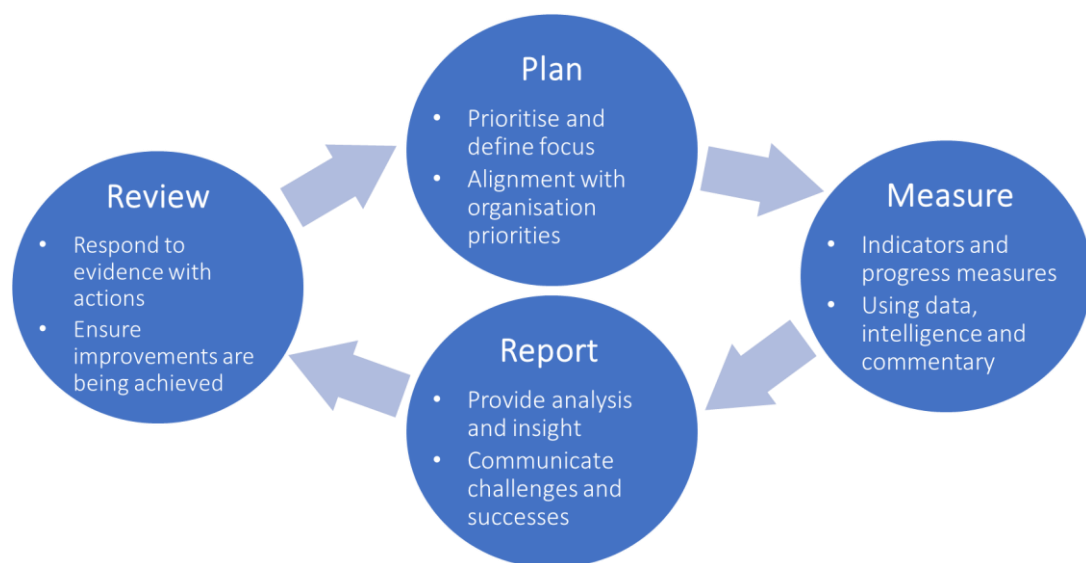 Plan
• Prioritise and
define focus
• Alignment with
organisation
priorities
Measure
• Indicators and
progress measures
• Using data,
intelligence and
commentary
Report
• Provide analysis
and insight
• Communicate
challenges and
successes
Review
• Respond to
evidence with
actions
• Ensure
improvements are
being achieved